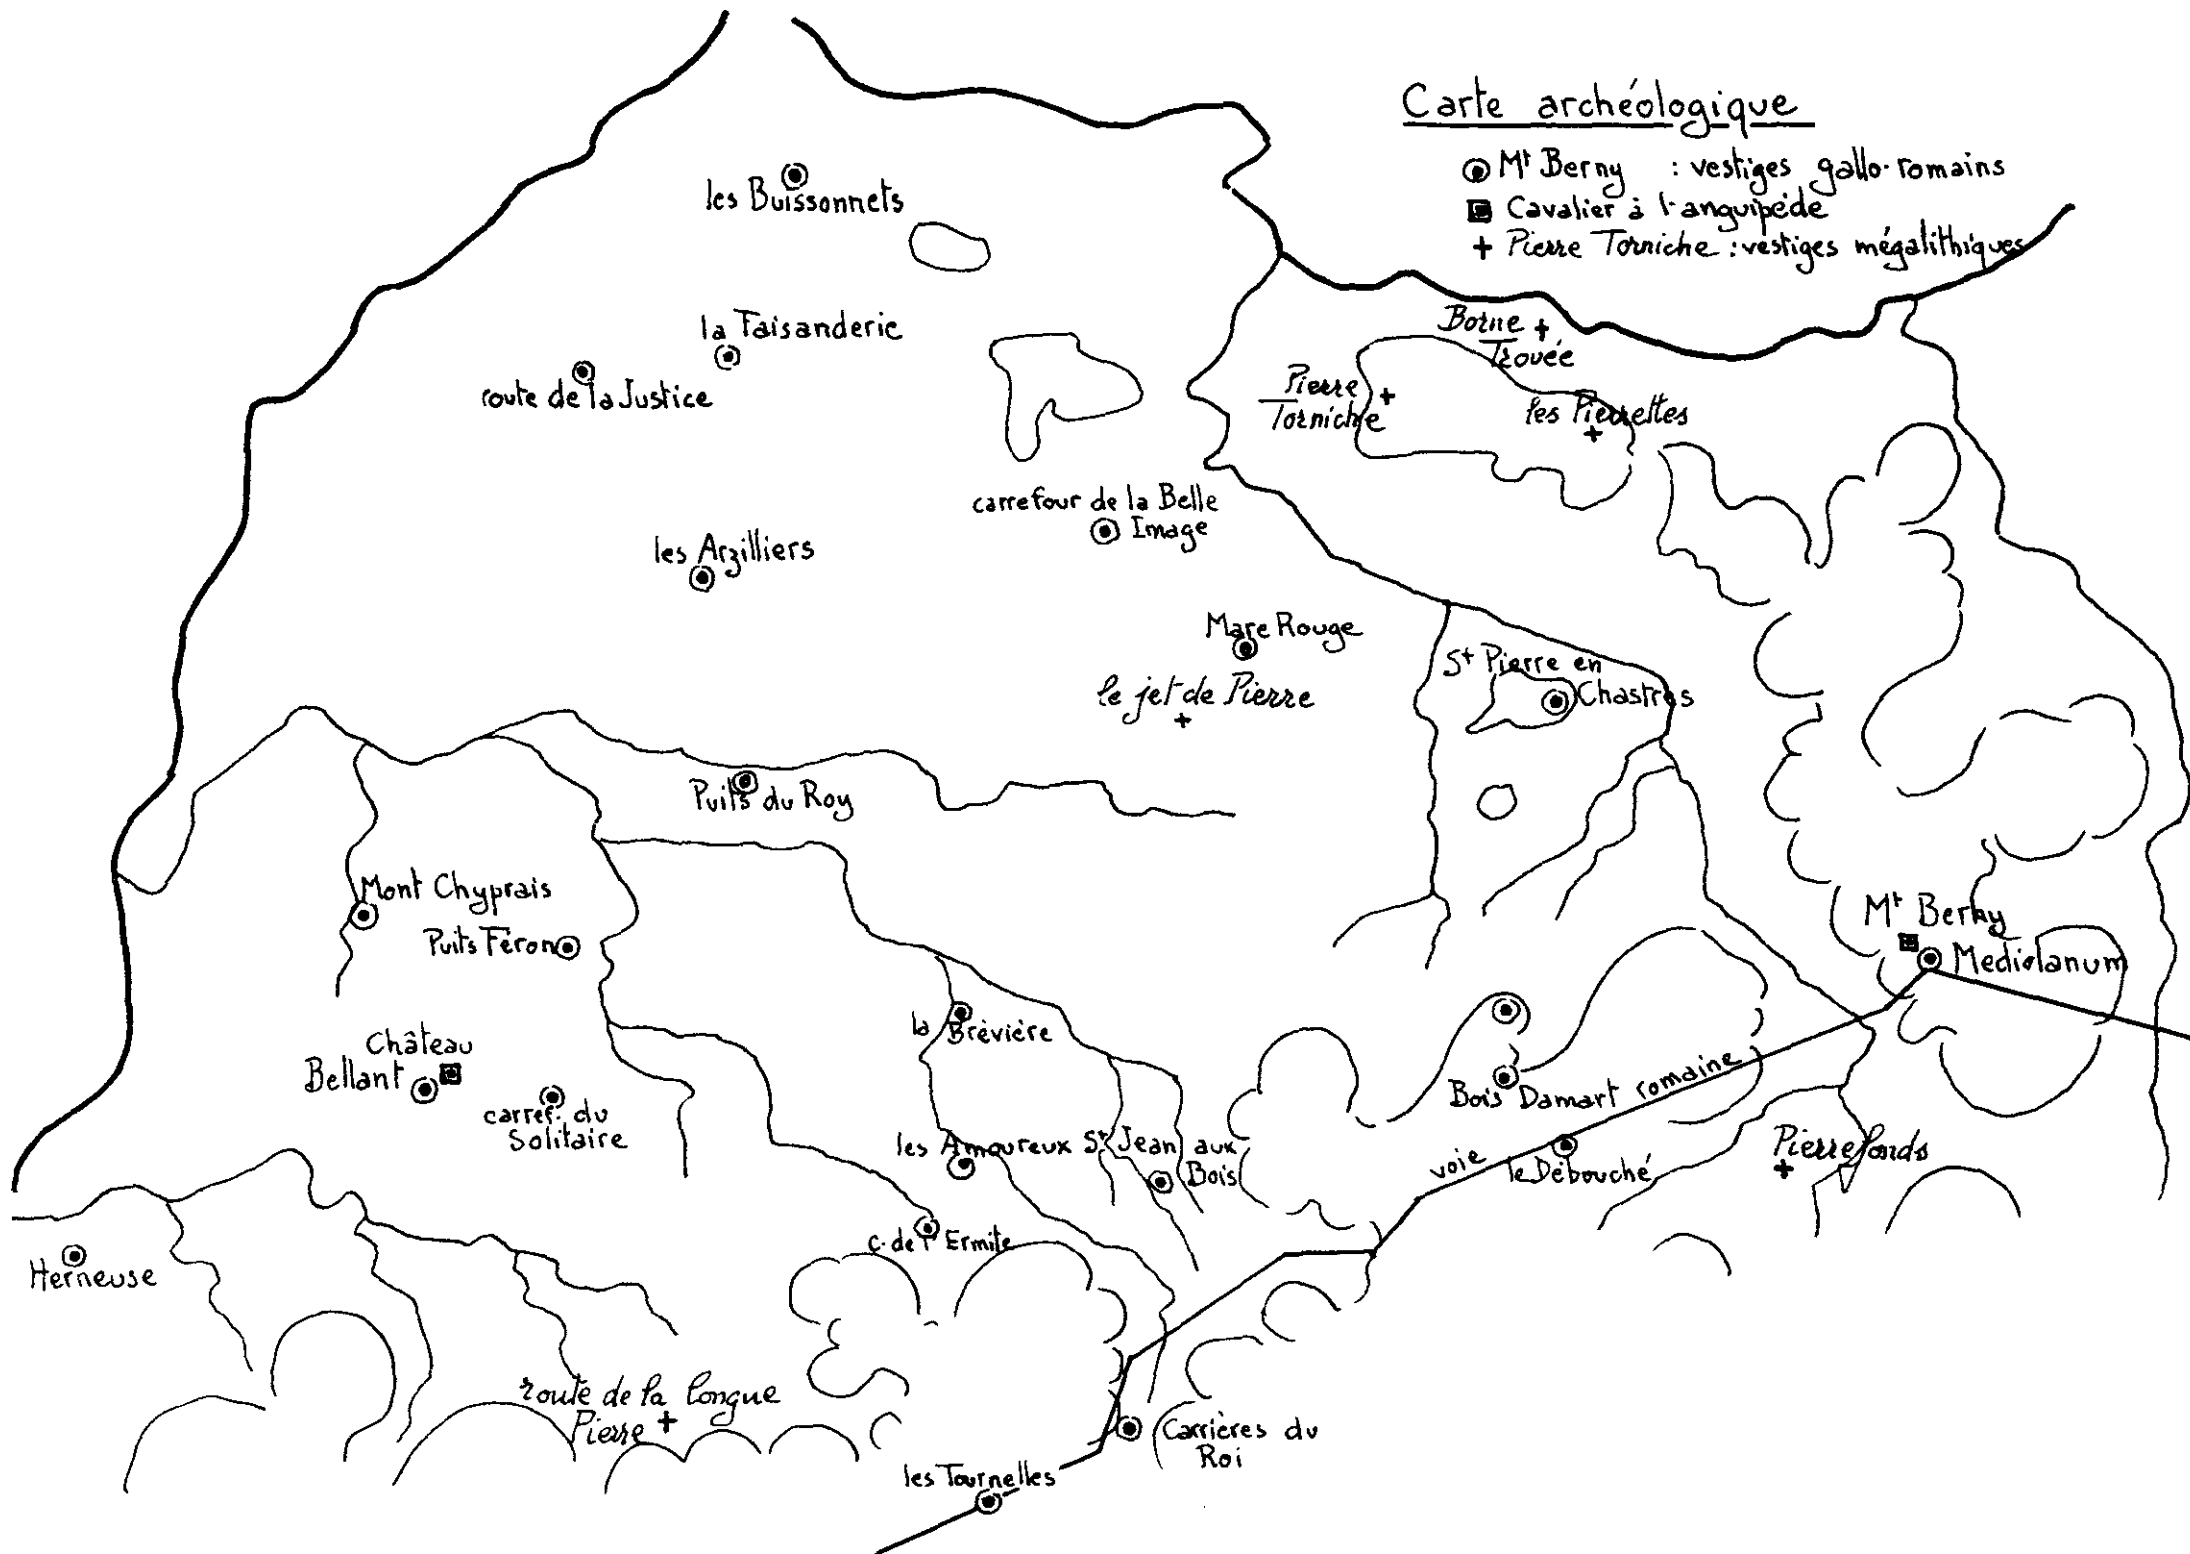 Carte archéologique
Mt Berny : vestiges gallo-romains
Cavalier à l'anguipède
Pierre Torniche : vestiges mégalithiques
les Buissonnets
la Faisanderie
route de la Justice
Borne
Trouée
Pierre
Torniche
les Pierrettes
carrefour de la Belle
Image
les Arzilliers
Mare Rouge
le jet de Pierre
St Pierre en
Chastres
Puits du Roy
Mont Chyprais
Puits Féron
Mt Berny
Mediolanum
la Brévière
Château
Bellant
carref. du
Solitaire
Bois Damart
voie romaine
les Amoureux
St Jean aux
Bois
le Débouché
Pierrefonds
c. de l'Ermite
Herneuse
route de la longue
Pierre
Carrières du
Roi
les Tournelles